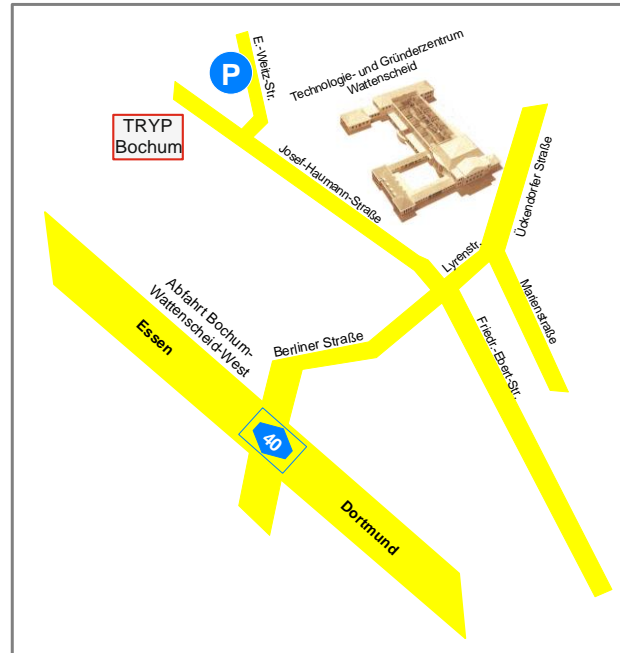 E.-Weitz-Str.
P
Technologie- und Gründerzentrum
Wattenscheid
TRYP
Bochum
Josef-Haumann-Straße
Ückendorfer Straße
Lyrenstr.
Marienstraße
Abfahrt Bochum-
Wattenscheid-West
Essen
Berliner Straße
Friedr.-Ebert-Str.
40
Dortmund